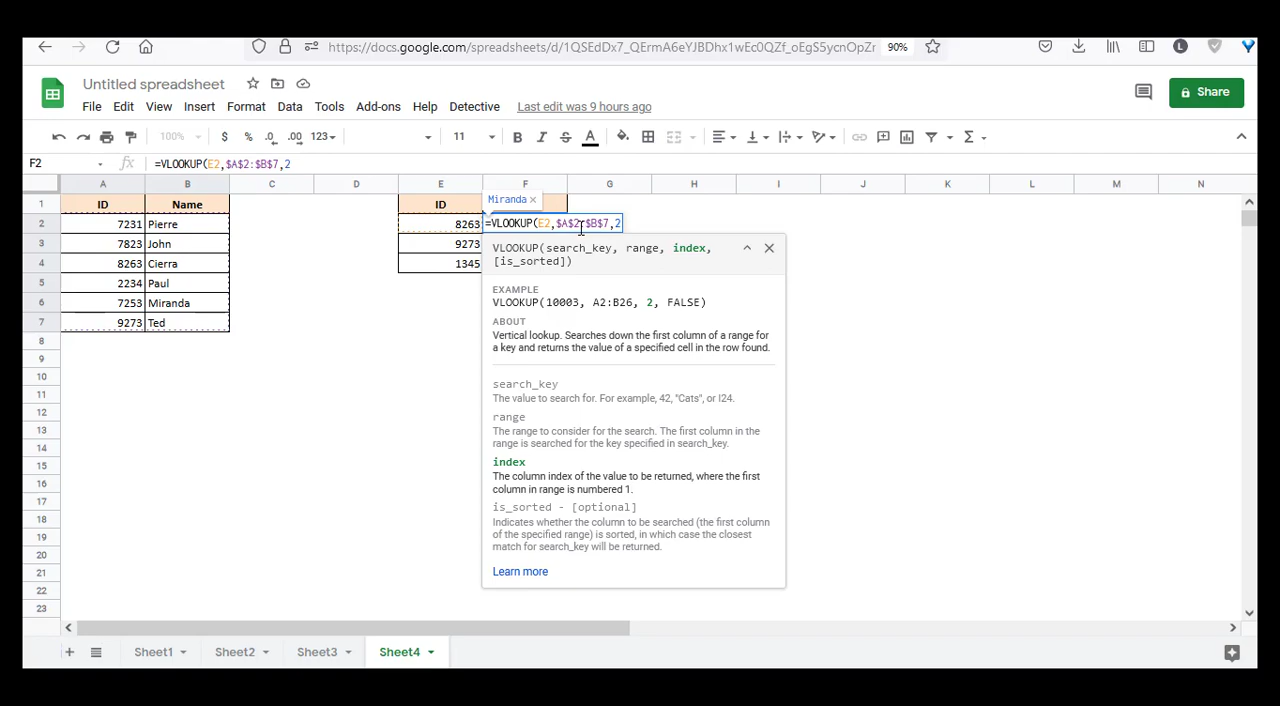 https://docs.google.com/spreadsheets/d/1QSEdDx7_QErmA6eYJBDhx1wEc0QZf_oEgS5ycnOpZr 90% L
Untitled spreadsheet
File Edit View Insert Format Data Tools Add-ons Help Detective Last edit was 9 hours ago
Share
100% $ % .0 .00 123 11 B I S A Σ
F2 fx =VLOOKUP(E2,$A$2:$B$7,2
A B C D E F G H I J K L M N
Miranda ×
1 ID Name ID
2 7231 Pierre 8263 =VLOOKUP(E2,$A$2:$B$7,2
3 7823 John 9273
4 8263 Cierra 1345
5 2234 Paul
6 7253 Miranda
7 9273 Ted
8
9
10
11
12
13
14
15
16
17
18
19
20
21
22
23
VLOOKUP(search_key, range, index,
[is_sorted])
EXAMPLE
VLOOKUP(10003, A2:B26, 2, FALSE)
ABOUT
Vertical lookup. Searches down the first column of a range for
a key and returns the value of a specified cell in the row found.
search_key
The value to search for. For example, 42, "Cats", or I24.
range
The range to consider for the search. The first column in the
range is searched for the key specified in search_key.
index
The column index of the value to be returned, where the first
column in range is numbered 1.
is_sorted - [optional]
Indicates whether the column to be searched (the first column
of the specified range) is sorted, in which case the closest
match for search_key will be returned.
Learn more
Sheet1 Sheet2 Sheet3 Sheet4